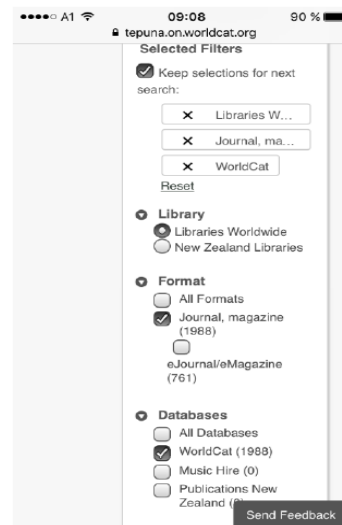 A1 09:08 90 %
tepuna.on.worldcat.org
Selected Filters
Keep selections for next
search:
Libraries W...
Journal, ma...
WorldCat
Reset
Library
Libraries Worldwide
New Zealand Libraries
Format
All Formats
Journal, magazine
(1988)
eJournal/eMagazine
(761)
Databases
All Databases
WorldCat (1988)
Music Hire (0)
Publications New
Zealand
Send Feedback